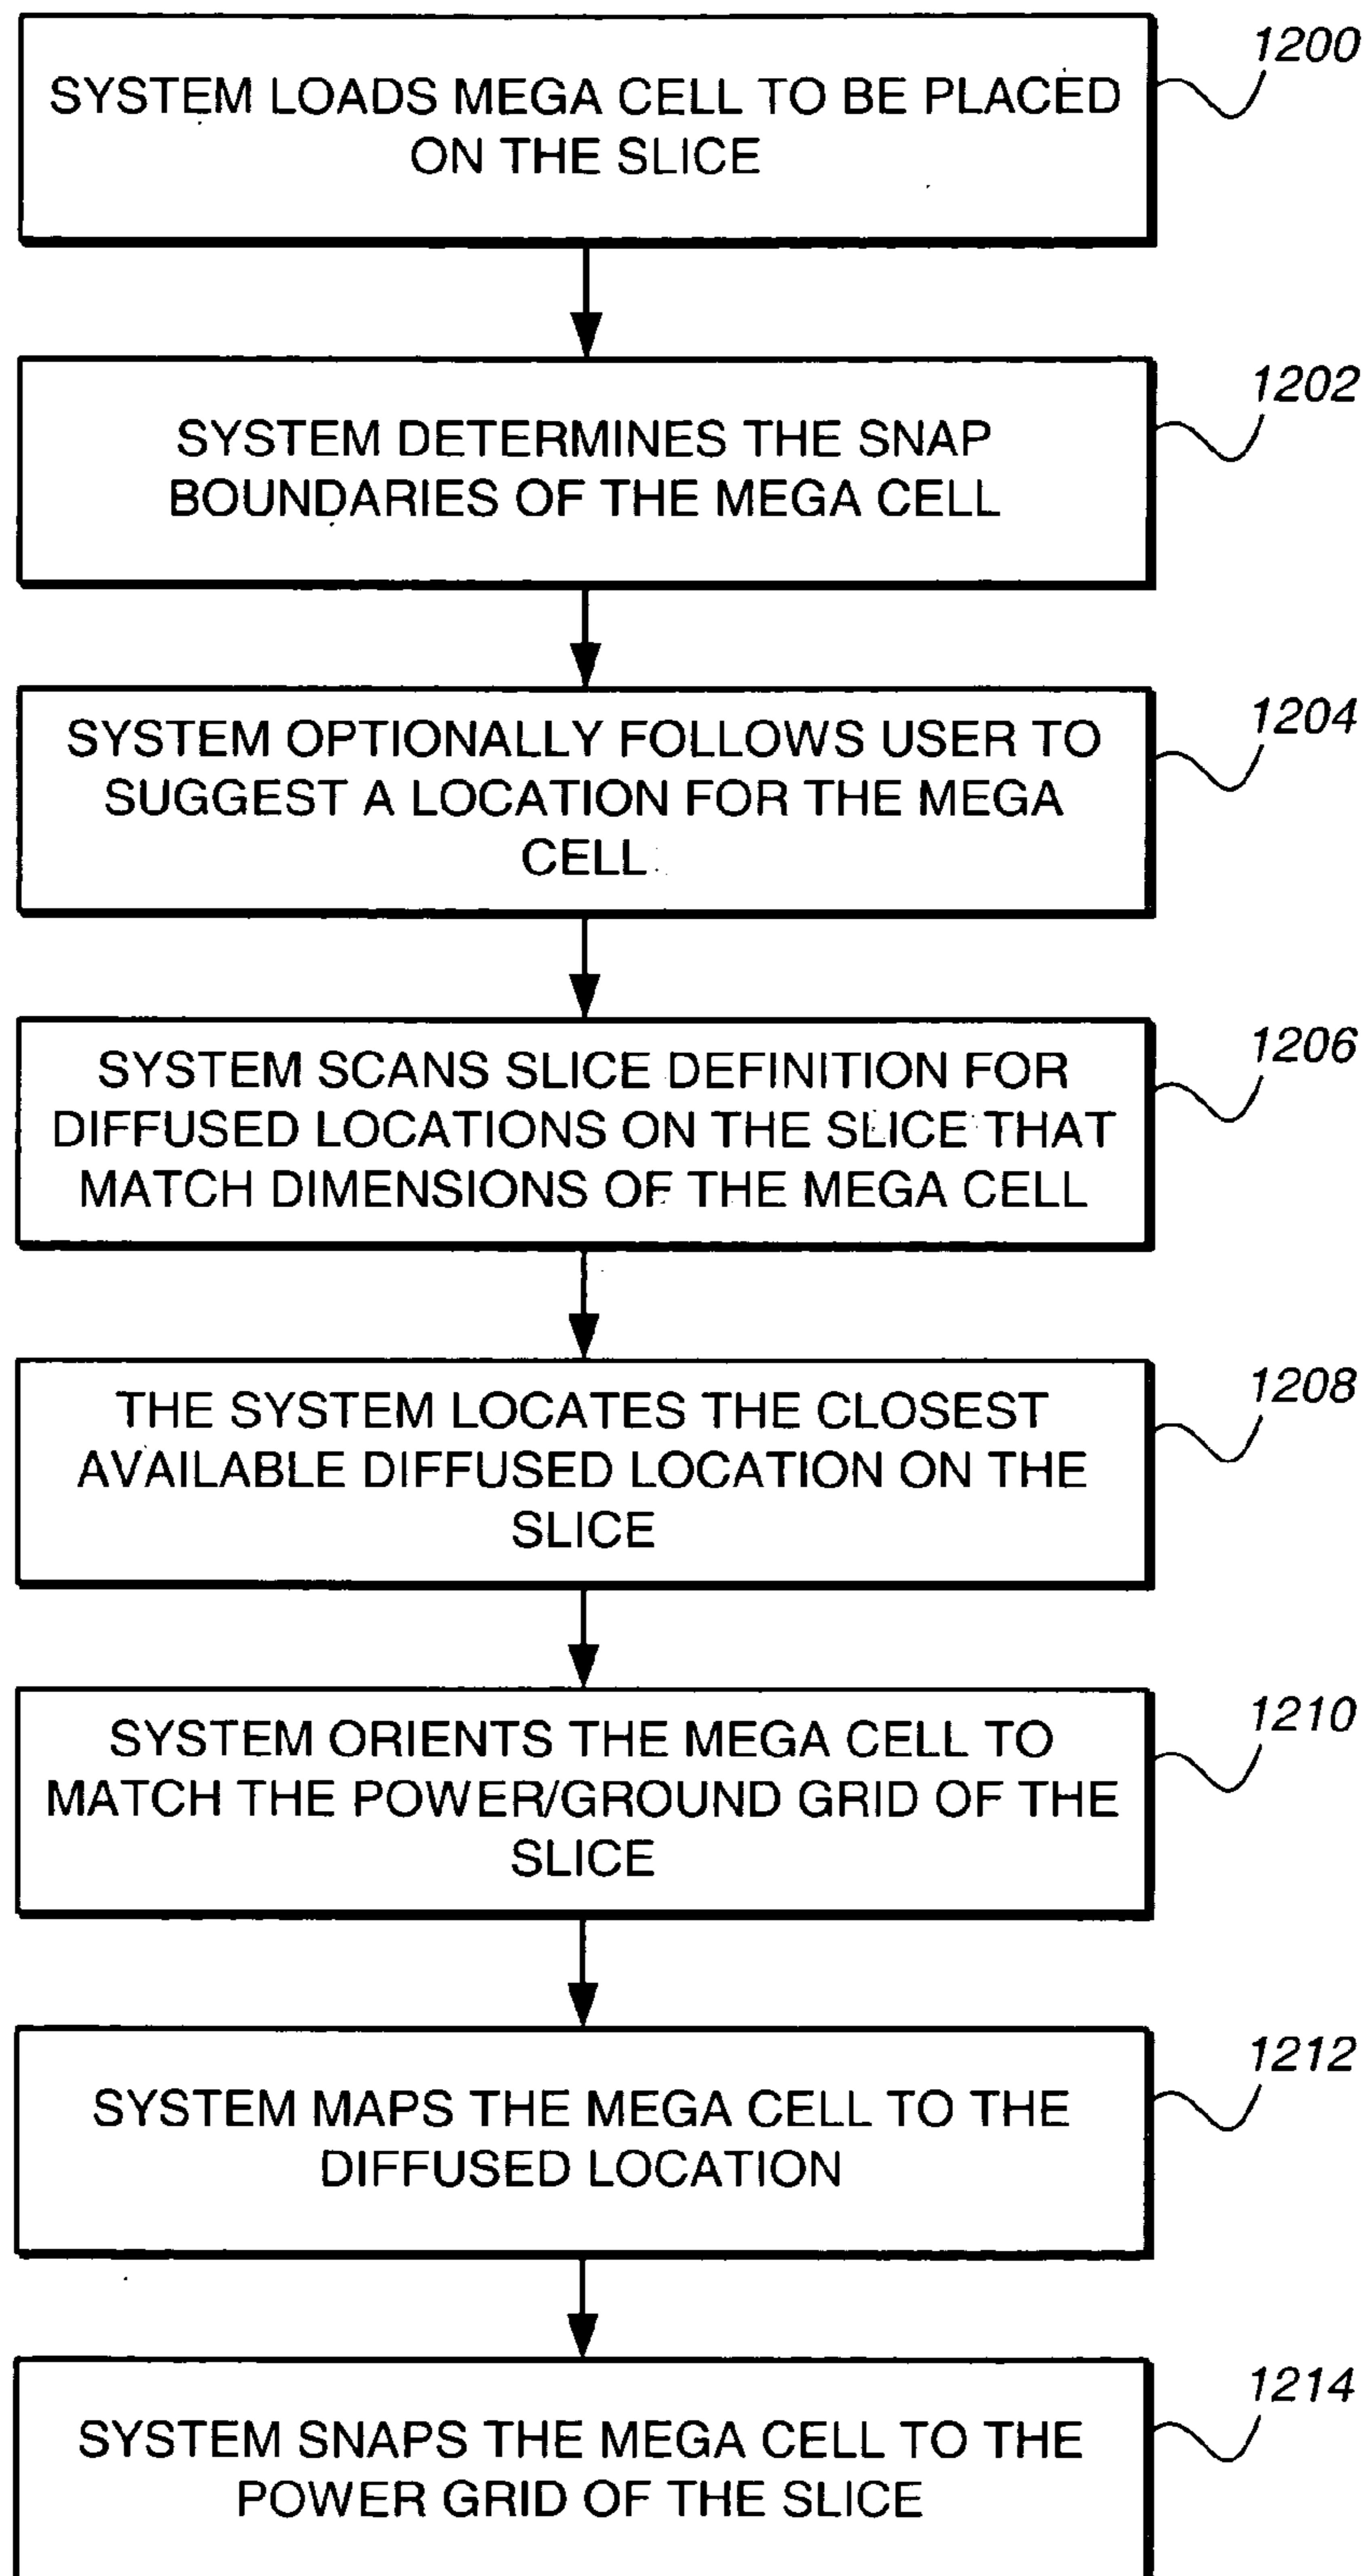 1200
SYSTEM LOADS MEGA CELL TO BE PLACED
ON THE SLICE
1202
SYSTEM DETERMINES THE SNAP
BOUNDARIES OF THE MEGA CELL
1204
SYSTEM OPTIONALLY FOLLOWS USER TO
SUGGEST A LOCATION FOR THE MEGA
CELL
1206
SYSTEM SCANS SLICE DEFINITION FOR
DIFFUSED LOCATIONS ON THE SLICE THAT
MATCH DIMENSIONS OF THE MEGA CELL
1208
THE SYSTEM LOCATES THE CLOSEST
AVAILABLE DIFFUSED LOCATION ON THE
SLICE
1210
SYSTEM ORIENTS THE MEGA CELL TO
MATCH THE POWER/GROUND GRID OF THE
SLICE
1212
SYSTEM MAPS THE MEGA CELL TO THE
DIFFUSED LOCATION
1214
SYSTEM SNAPS THE MEGA CELL TO THE
POWER GRID OF THE SLICE